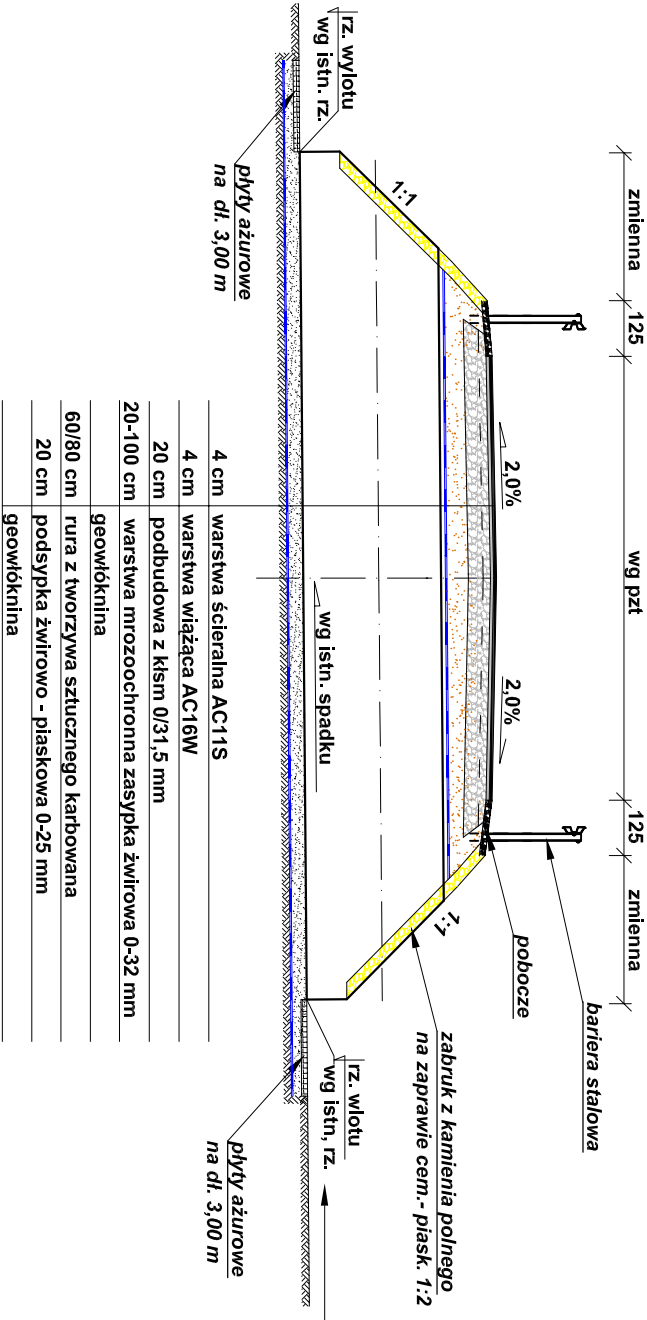 zmienna
125
wg pzt
125
zmienna
bariera stalowa
pobocze
zabruk z kamienia polnego
na zaprawie cem.- piask. 1:2
rz. wylotu
wg istn. rz.
1:1
2,0%
2,0%
1:1
rz. wlotu
wg istn, rz.
wg istn. spadku
płyty ażurowe
na dł. 3,00 m
płyty ażurowe
na dł. 3,00 m
4 cm warstwa ścieralna AC11S
4 cm warstwa wiążąca AC16W
20 cm podbudowa z kłsm 0/31,5 mm
20-100 cm warstwa mrozoochronna zasypka żwirowa 0-32 mm
geowłóknina
60/80 cm rura z tworzywa sztucznego karbowana
20 cm podsypka żwirowo - piaskowa 0-25 mm
geowłóknina